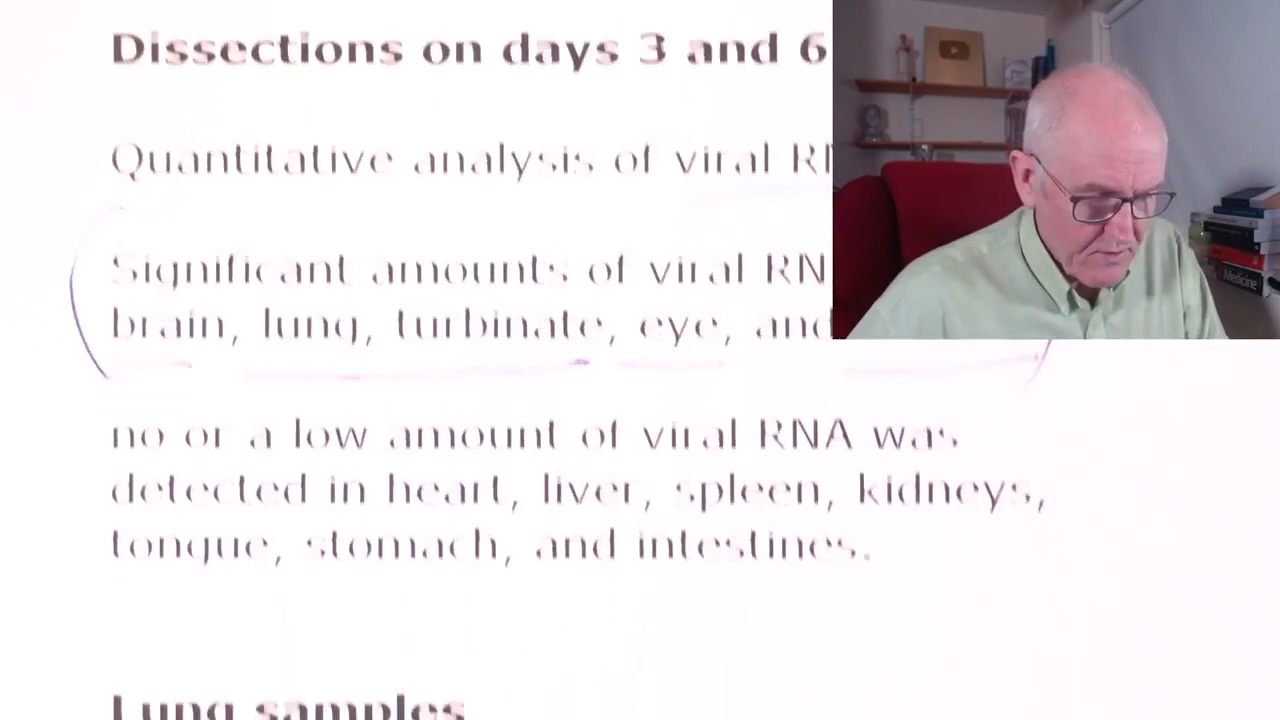 Dissections on days 3 and 6
Quantitative analysis of viral
Significant amounts of viral RN
brain, lung, turbinate, eye, and
no or a low amount of viral RNA was
detected in heart, liver, spleen, kidneys,
tongue, stomach, and intestines.
Lung samples
Medicine